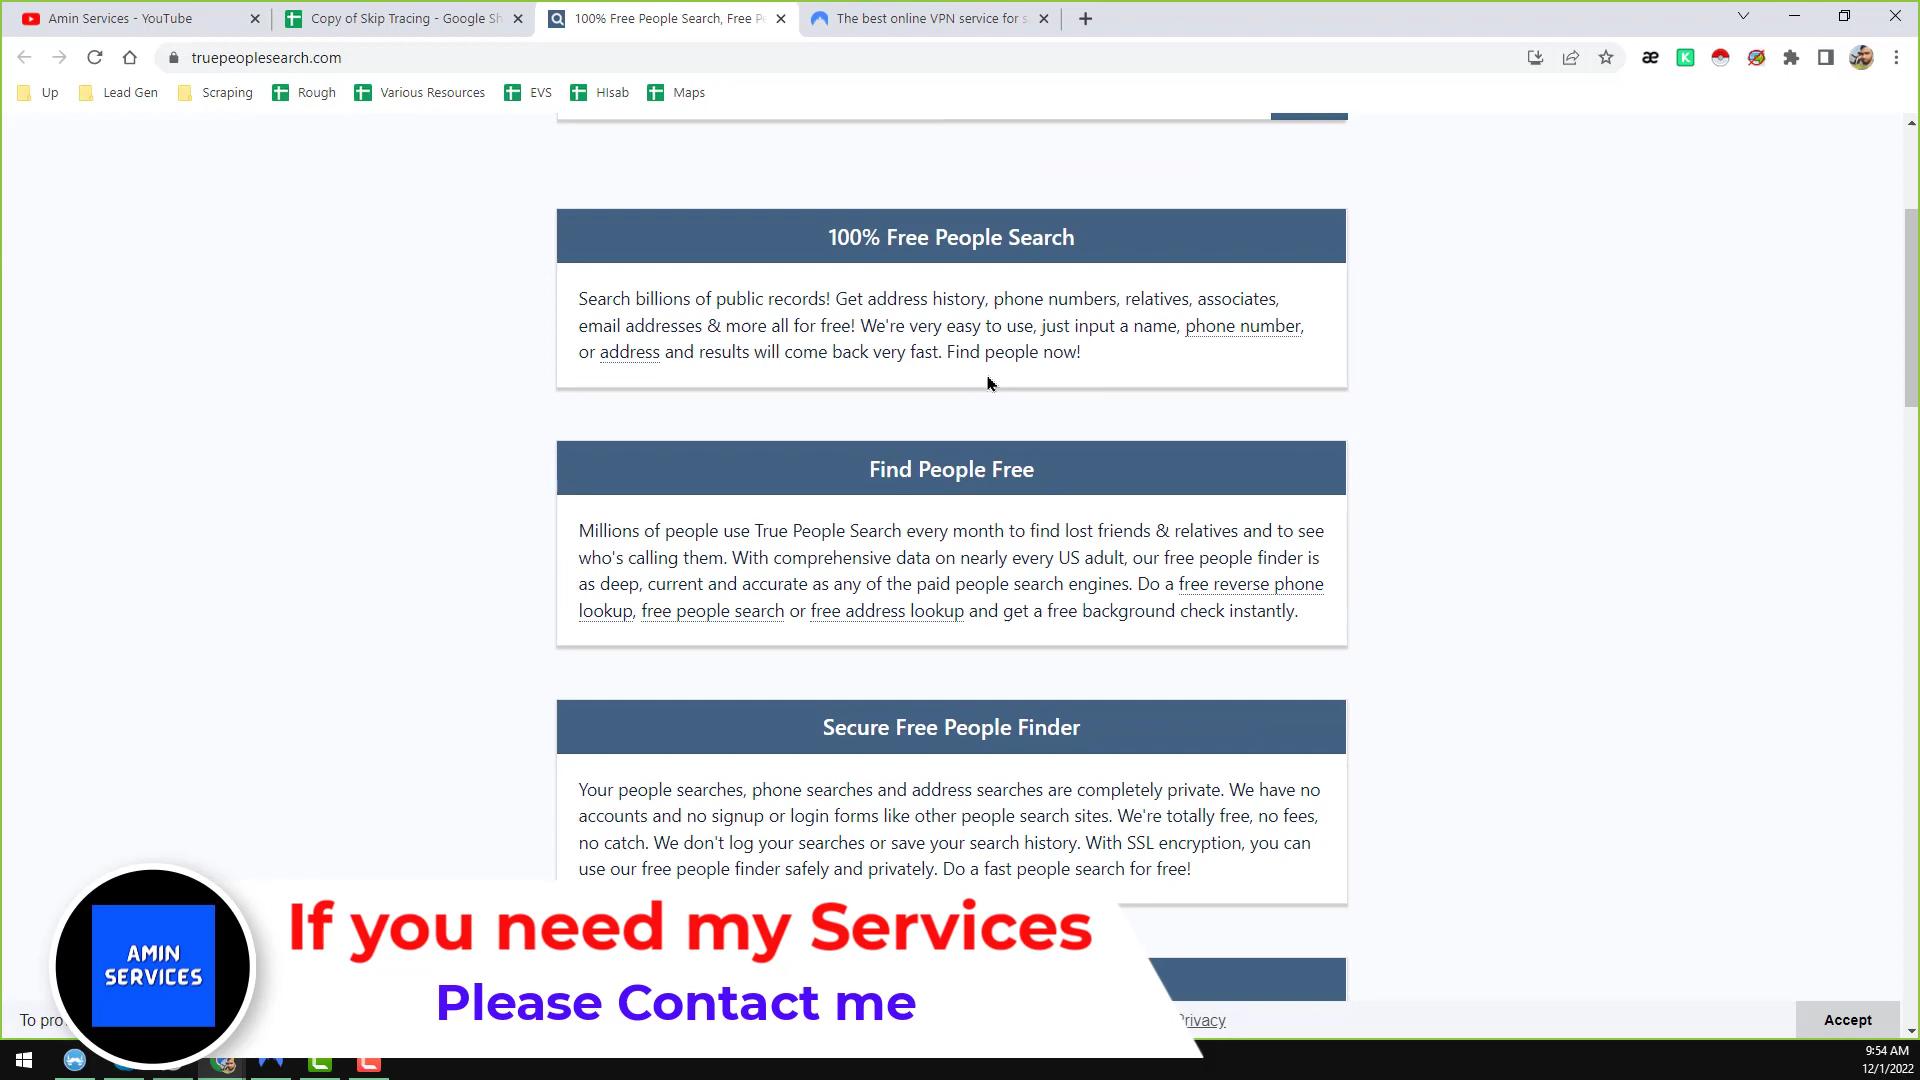 Amin Services - YouTube
Copy of Skip Tracing - Google Sh
100% Free People Search, Free Pe
The best online VPN service for s
truepeoplesearch.com
Up
Lead Gen
Scraping
Rough
Various Resources
EVS
HIsab
Maps
100% Free People Search
Search billions of public records! Get address history, phone numbers, relatives, associates,
email addresses & more all for free! We're very easy to use, just input a name, phone number,
or address and results will come back very fast. Find people now!
Find People Free
Millions of people use True People Search every month to find lost friends & relatives and to see
who's calling them. With comprehensive data on nearly every US adult, our free people finder is
as deep, current and accurate as any of the paid people search engines. Do a free reverse phone
lookup, free people search or free address lookup and get a free background check instantly.
Secure Free People Finder
Your people searches, phone searches and address searches are completely private. We have no
accounts and no signup or login forms like other people search sites. We're totally free, no fees,
no catch. We don't log your searches or save your search history. With SSL encryption, you can
use our free people finder safely and privately. Do a fast people search for free!
If you need my Services
Please Contact me
AMIN
SERVICES
To pro
Privacy
Accept
9:54 AM
12/1/2022